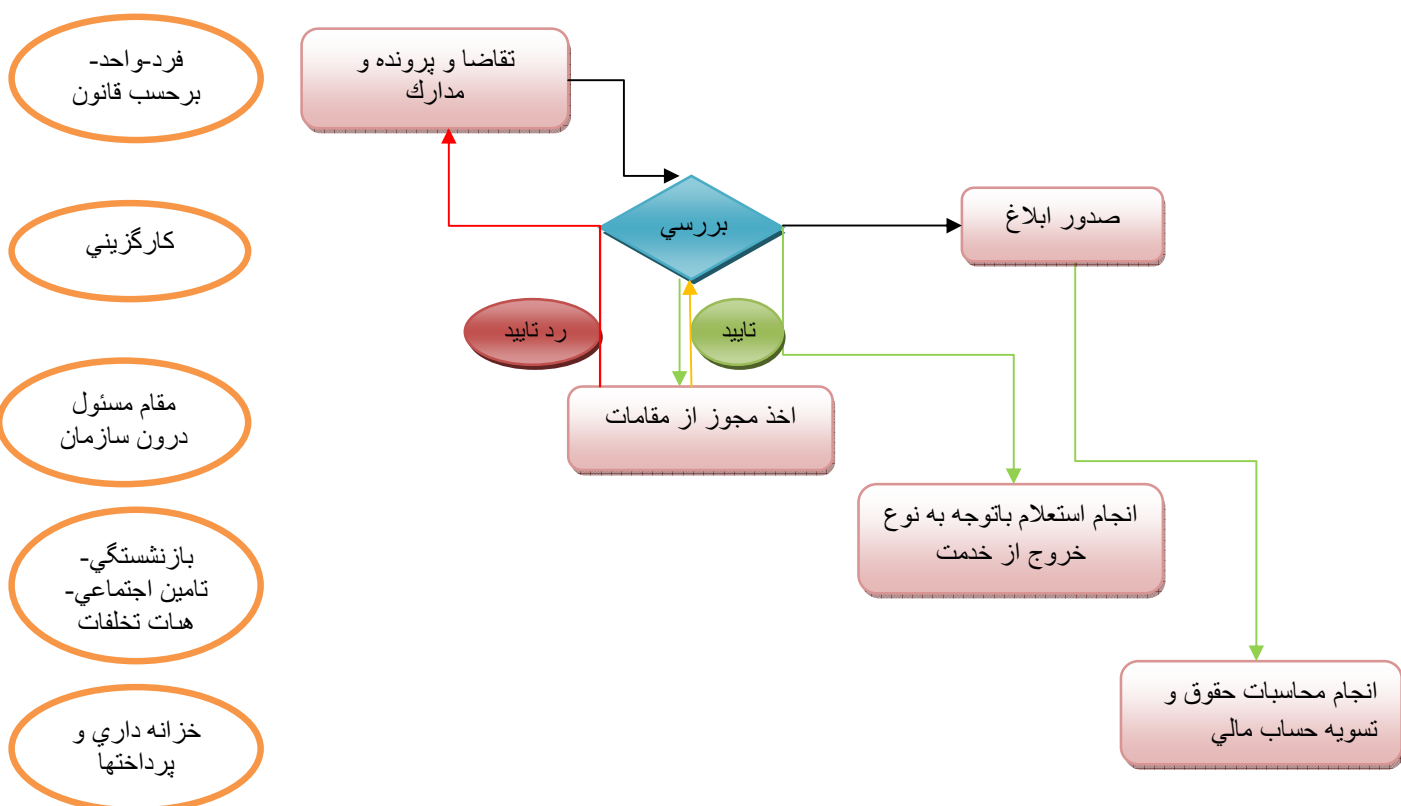 فرد-واحد-
برحسب قانون
تقاضا و پرونده و
مدارك
كارگزيني
بررسي
صدور ابلاغ
رد تاييد
تاييد
مقام مسئول
درون سازمان
اخذ مجوز از مقامات
بازنشستگي-
تامين اجتماعي-
هيات تخلفات
انجام استعلام باتوجه به نوع
خروج از خدمت
خزانه داري و
پرداختها
انجام محاسبات حقوق و
تسويه حساب مالي